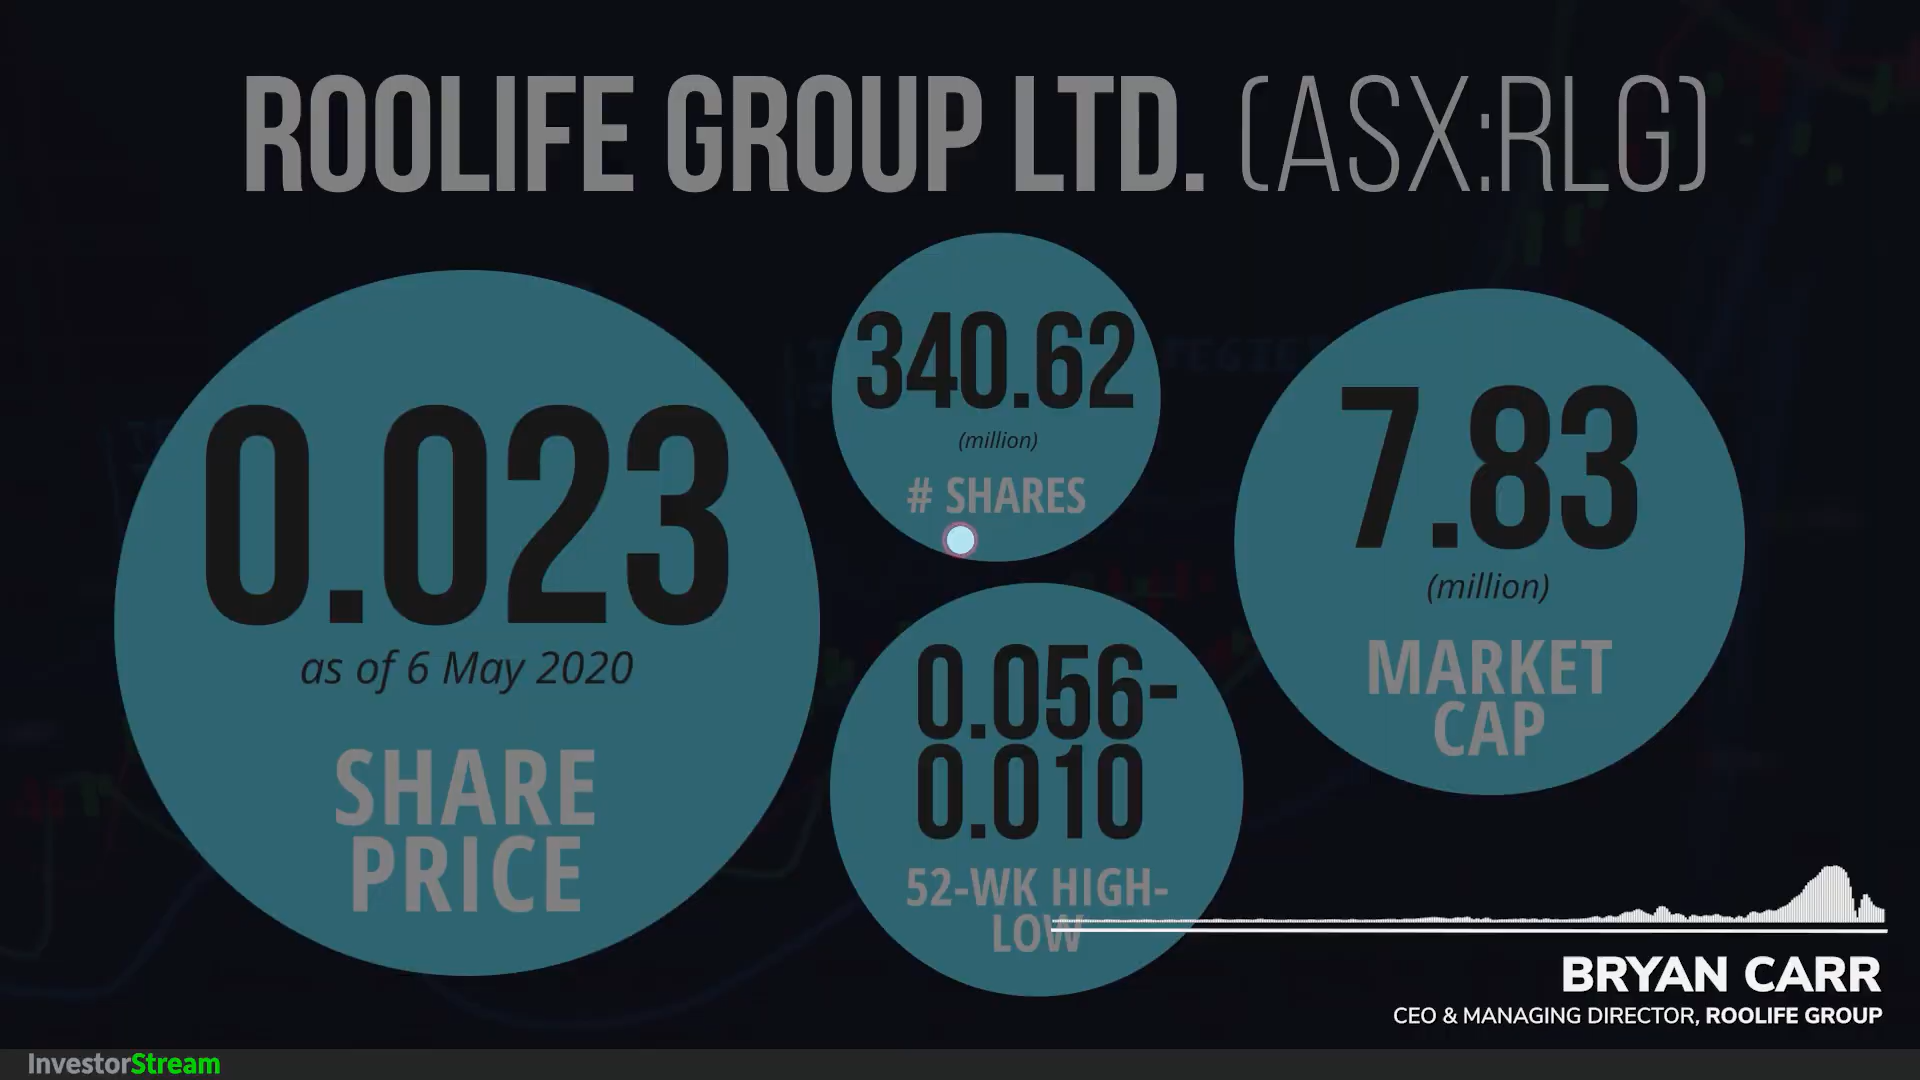 ROOLIFE GROUP LTD. (ASX:RLG)
0.023
as of 6 May 2020
SHARE
PRICE
340.62
(million)
# SHARES
0.056-
0.010
52-WK HIGH-
LOW
7.83
(million)
MARKET
CAP
BRYAN CARR
CEO & MANAGING DIRECTOR, ROOLIFE GROUP
InvestorStream